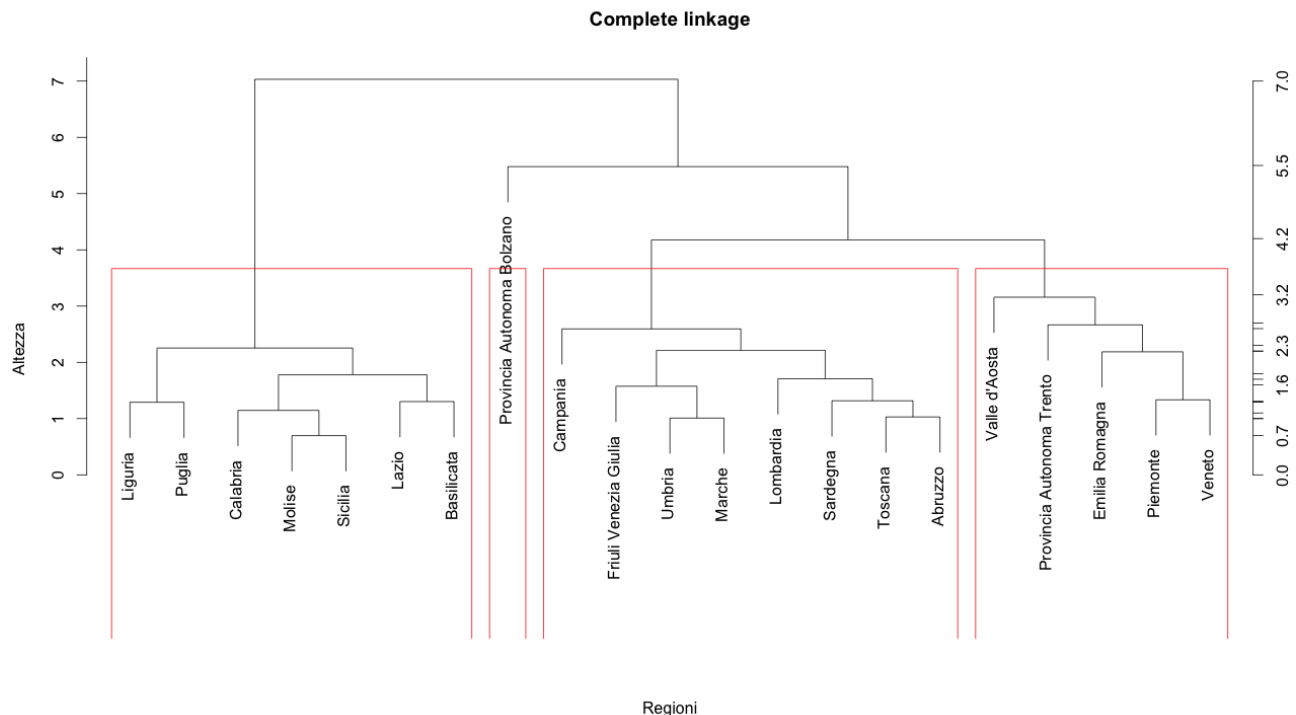 Complete linkage
Altezza
7
6
5
4
3
2
1
0
7.0
5.5
4.2
3.2
2.3
1.6
0.7
0.0
Liguria
Puglia
Calabria
Molise
Sicilia
Lazio
Basilicata
Provincia Autonoma Bolzano
Campania
Friuli Venezia Giulia
Umbria
Marche
Lombardia
Sardegna
Toscana
Abruzzo
Valle d'Aosta
Provincia Autonoma Trento
Emilia Romagna
Piemonte
Veneto
Regioni